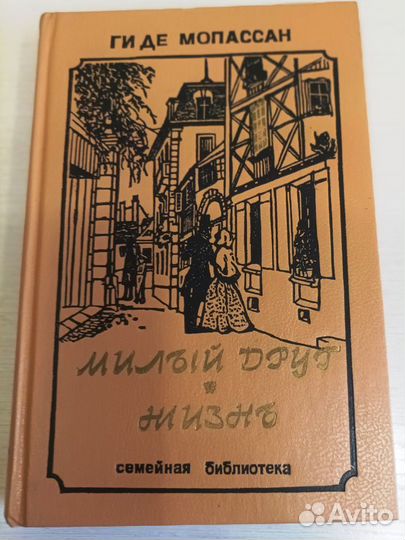 ГИ ДЕ МОПАССАН
МИЛЫЙ ДРУГ
ЖИЗНЬ
семейная библиотека
Avito